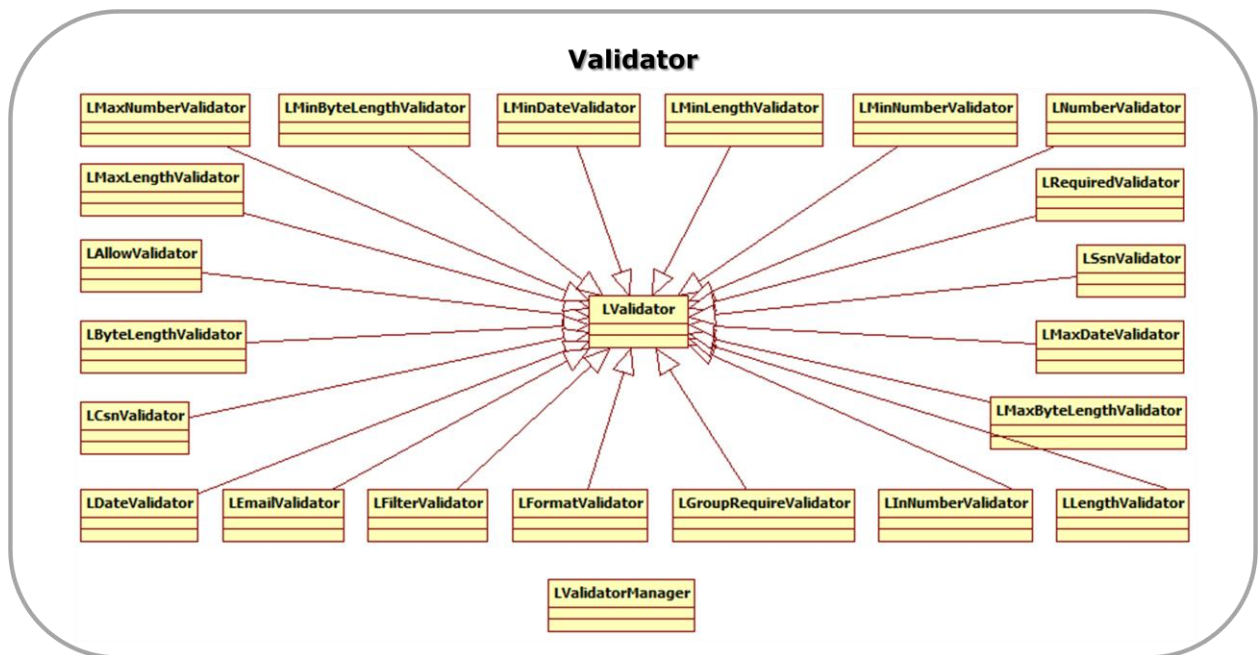 Validator
LMaxNumberValidator
LMinByteLengthValidator
LMinDateValidator
LMinLengthValidator
LMinNumberValidator
LNumberValidator
LMaxLengthValidator
LRequiredValidator
LAllowValidator
LSsnValidator
LValidator
LByteLengthValidator
LMaxDateValidator
LCsnValidator
LMaxByteLengthValidator
LDateValidator
LEmailValidator
LFilterValidator
LFormatValidator
LGroupRequireValidator
LInNumberValidator
LLengthValidator
LValidatorManager